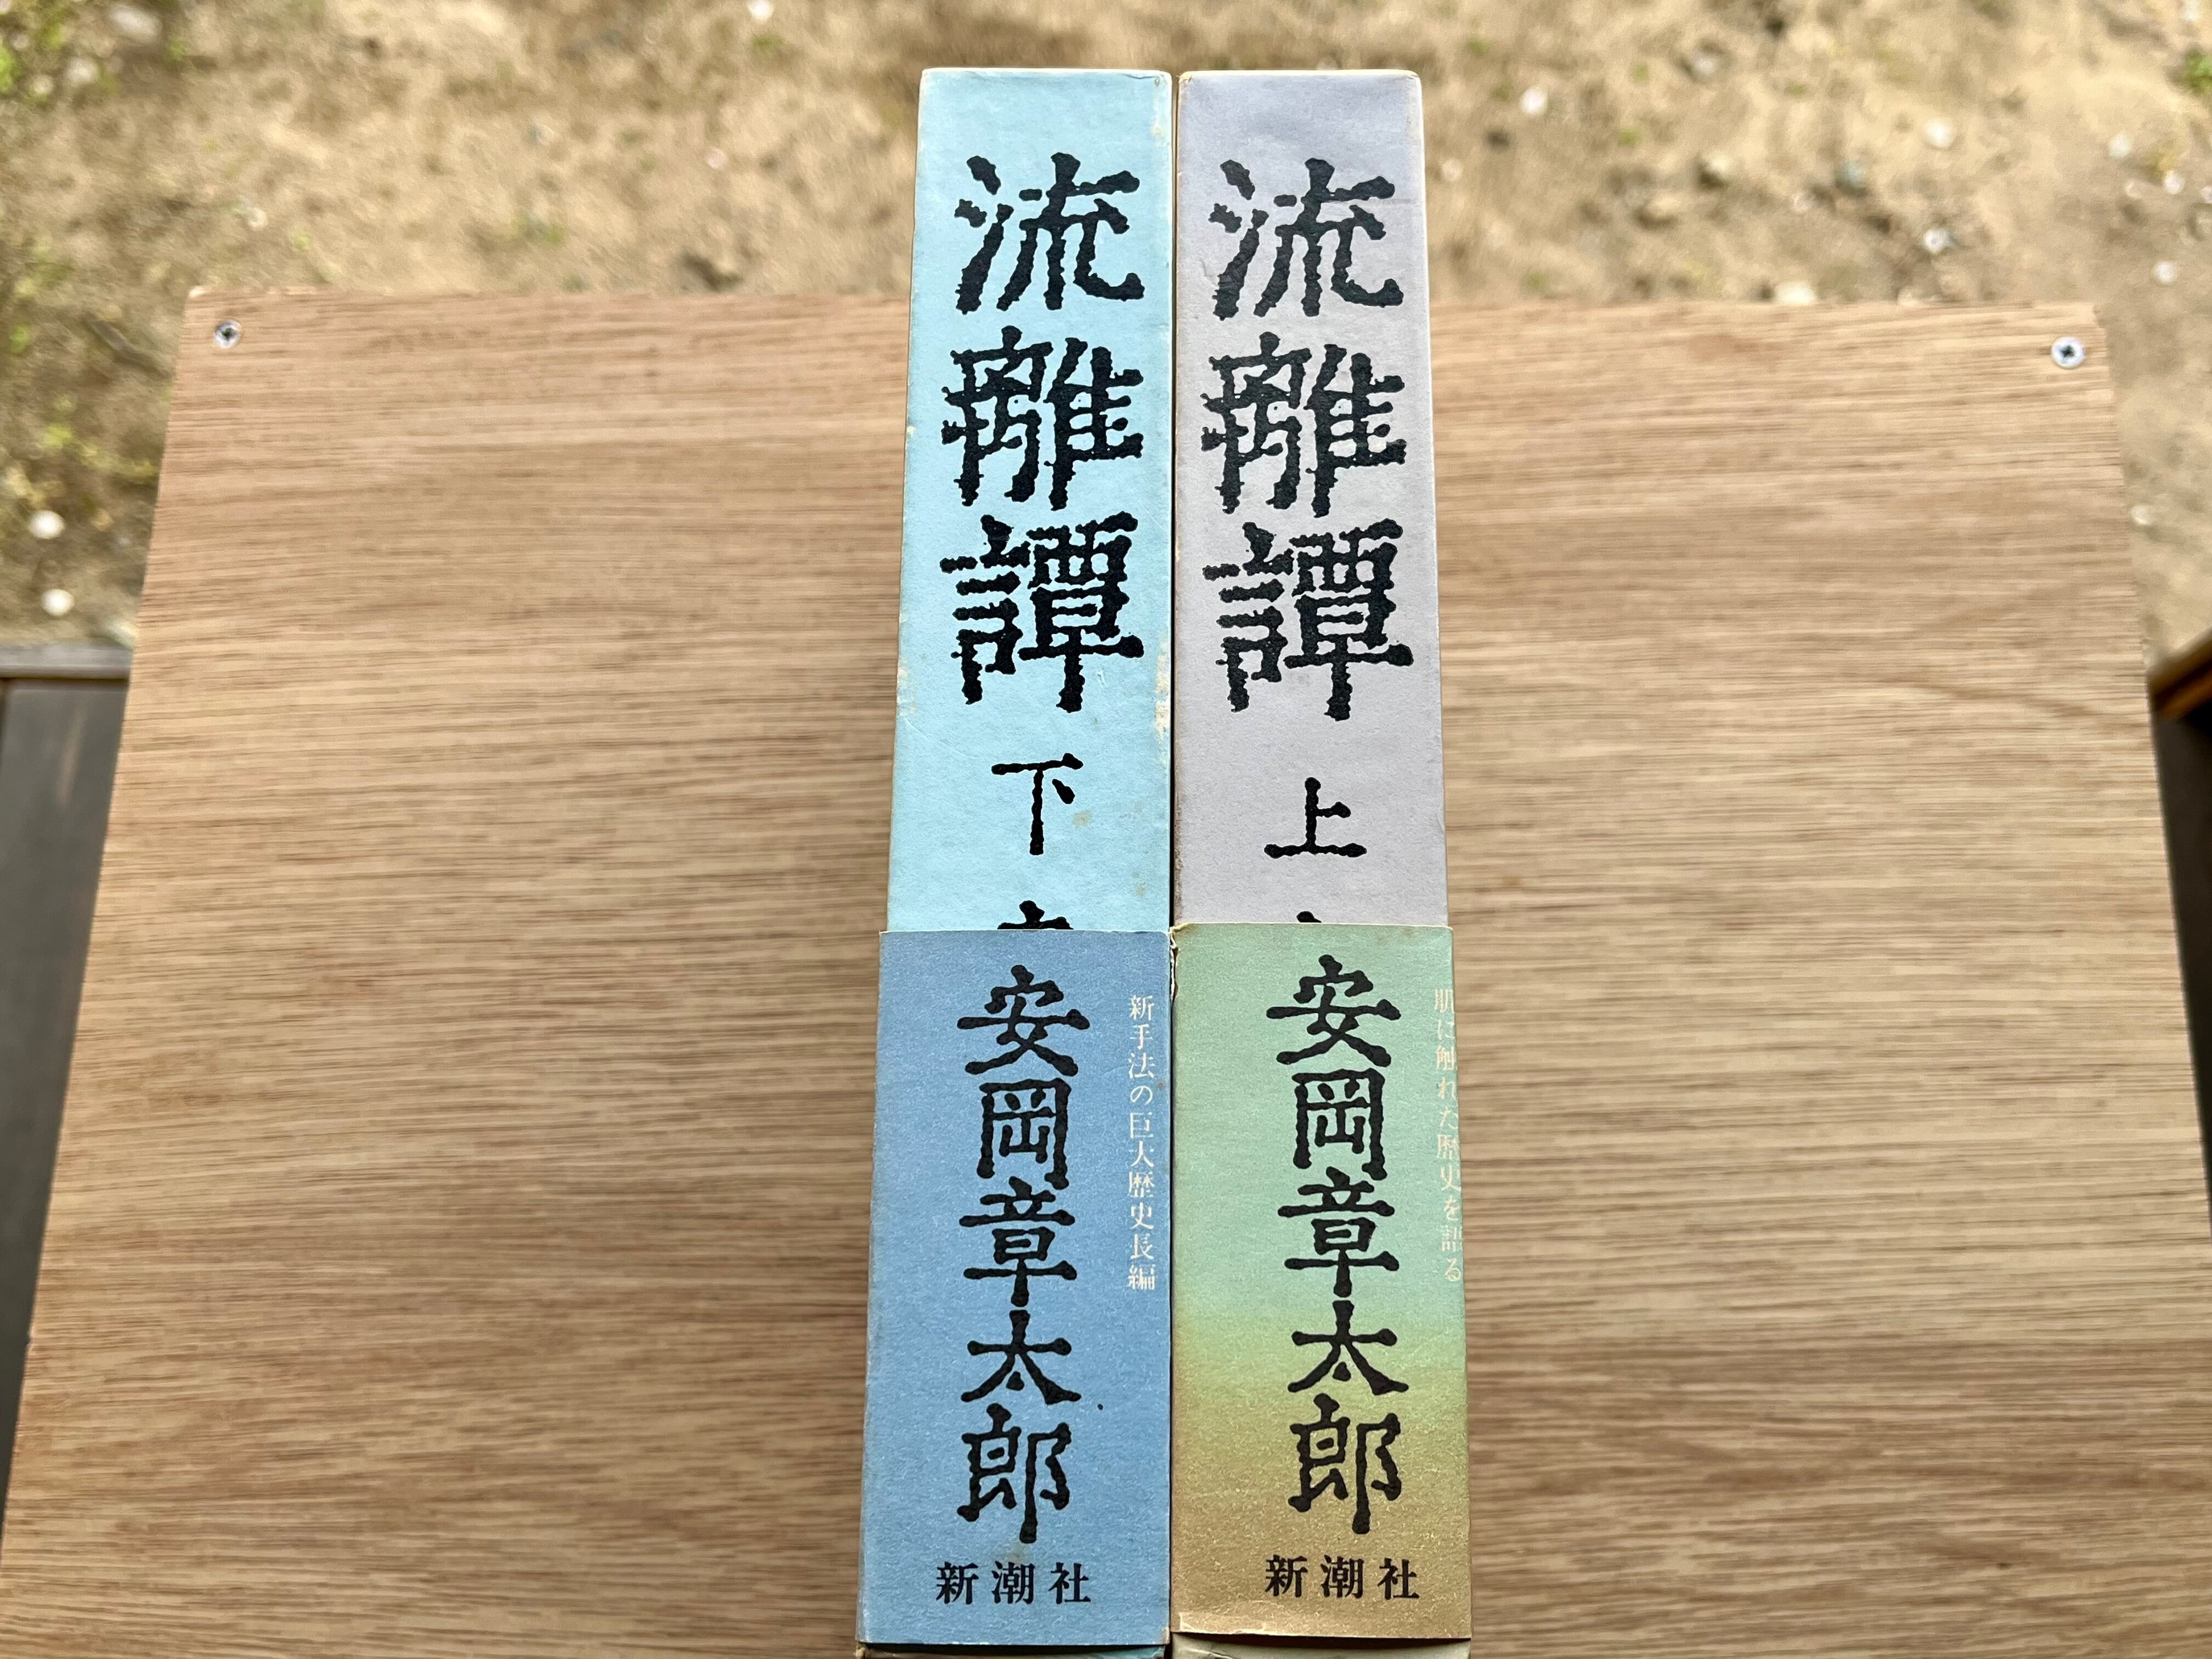 流離譚 上
安岡章太郎
肌に触れた歴史を語る
新潮社
流離譚 下
安岡章太郎
新手法の巨大歴史長編
新潮社